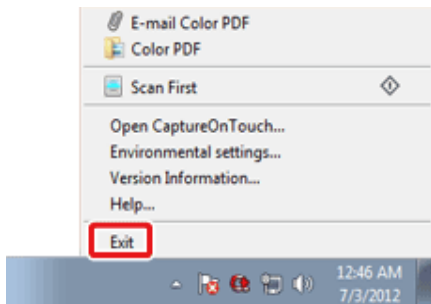 E-mail Color PDF
Color PDF
Scan First
Open CaptureOnTouch...
Environmental settings...
Version Information...
Help...
Exit
12:46 AM
7/3/2012